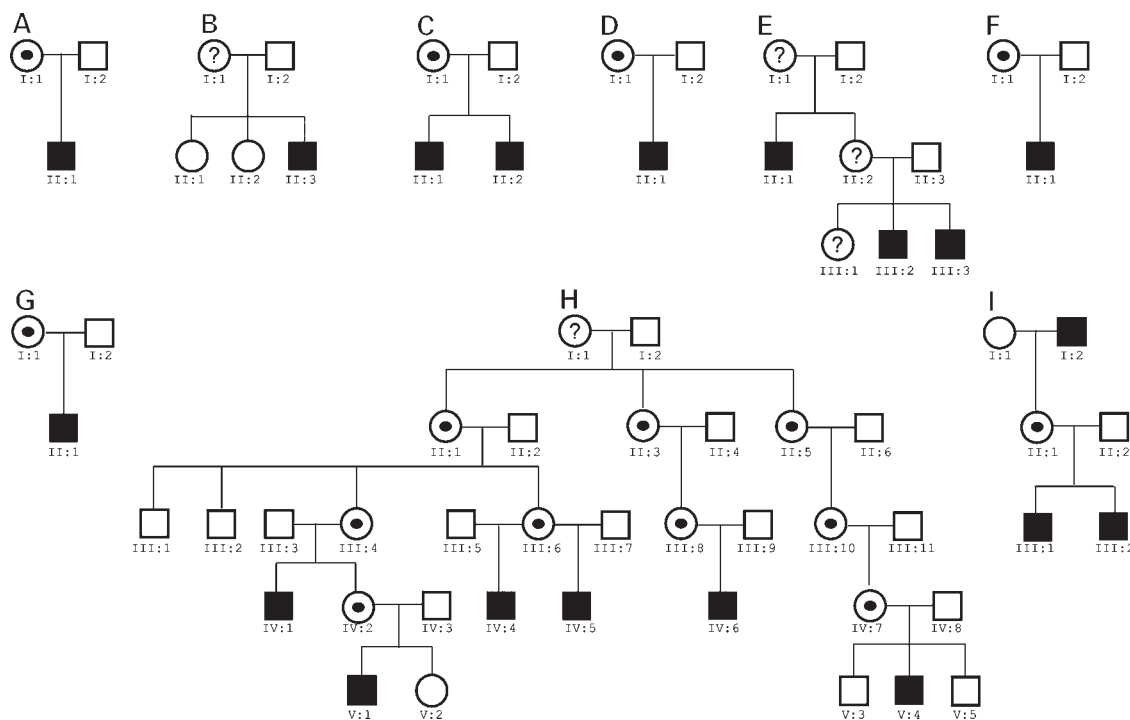 A B C D E F
? ?
I:1 I:2 I:1 I:2 I:1 I:2 I:1 I:2 I:1 I:2 I:1 I:2
?
II:1 II:1 II:2 II:3 II:1 II:2 II:1 II:1 II:2 II:3 II:1
?
III:1 III:2 III:3
G H I
?
I:1 I:2 I:1 I:2 I:1 I:2
II:1 II:1 II:2 II:3 II:4 II:5 II:6 II:1 II:2
III:1 III:2 III:3 III:4 III:5 III:6 III:7 III:8 III:9 III:10 III:11 III:1 III:2
IV:1 IV:2 IV:3 IV:4 IV:5 IV:6 IV:7 IV:8
V:1 V:2 V:3 V:4 V:5